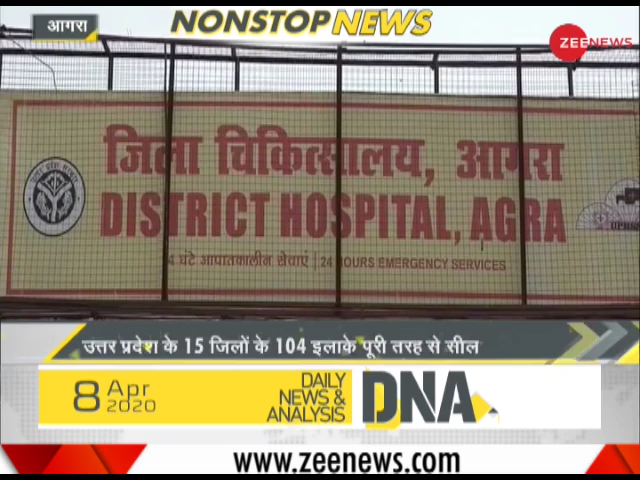 आगरा
NONSTOP NEWS
ZEENEWS
जिला चिकित्सालय, आगरा
DISTRICT HOSPITAL, AGRA
24 घंटे आपातकालीन सेवाएं | 24 HOURS EMERGENCY SERVICES
उत्तर प्रदेश के 15 जिलों के 104 इलाके पूरी तरह से सील
8 Apr
2020
DAILY
NEWS &
ANALYSIS
DNA
www.zeenews.com